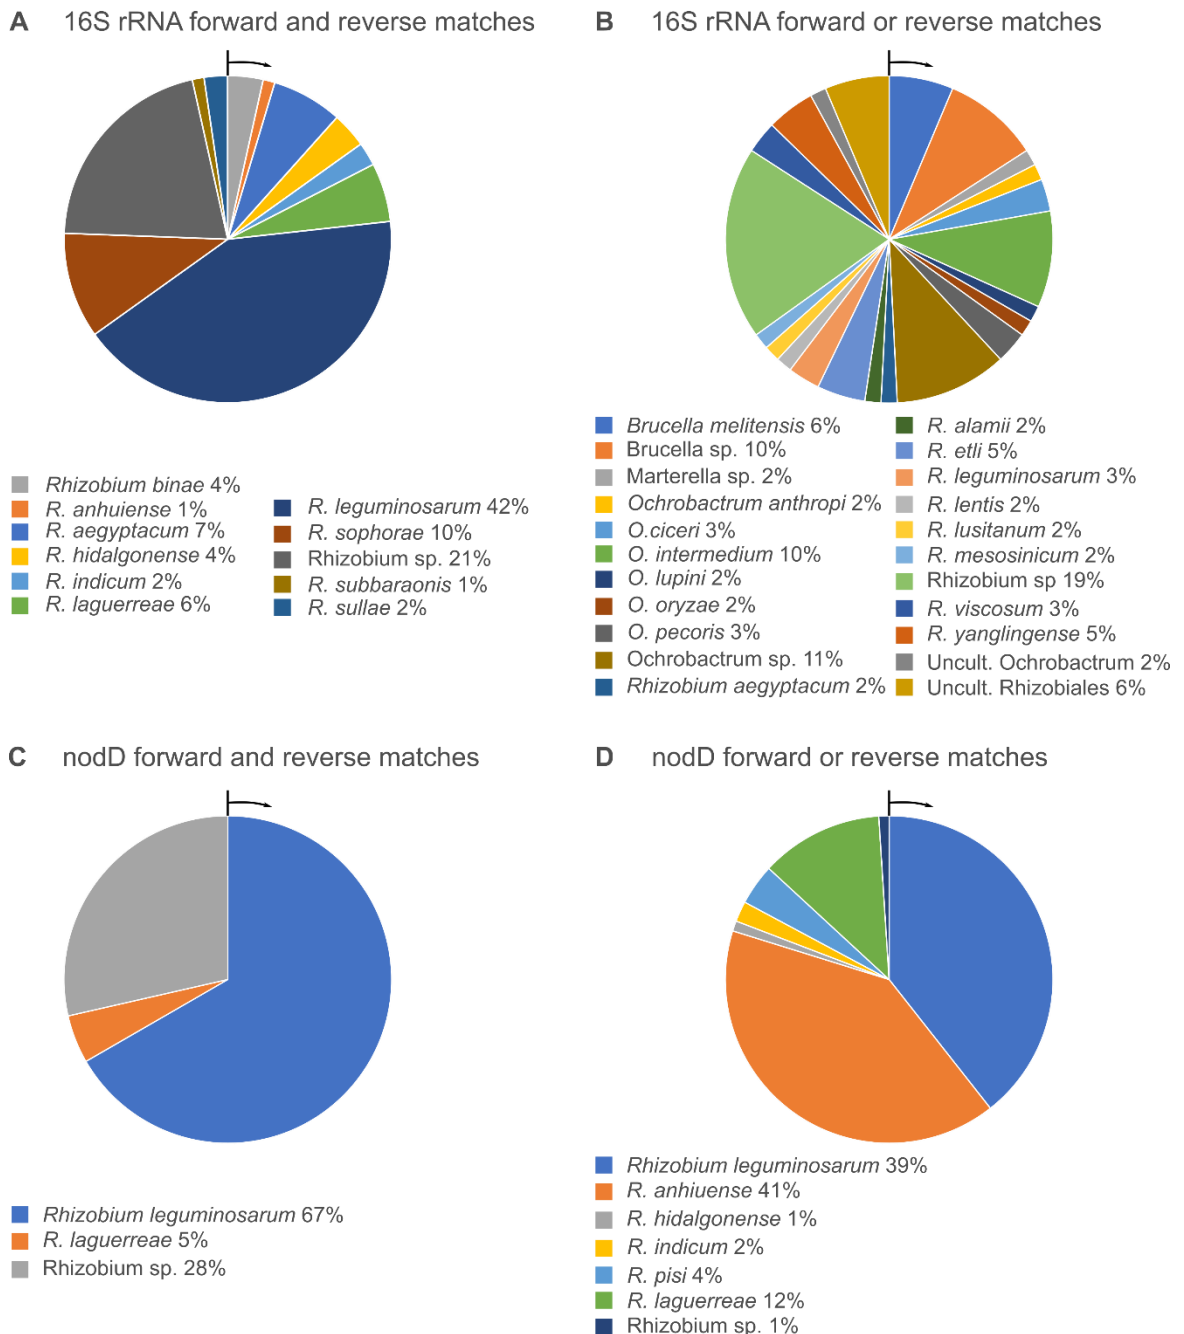 A 16S rRNA forward and reverse matches
Rhizobium binae 4%
R. anhuiense 1%
R. aegyptacum 7%
R. hidalgonense 4%
R. indicum 2%
R. laguerreae 6%
R. leguminosarum 42%
R. sophorae 10%
Rhizobium sp. 21%
R. subbaraonis 1%
R. sullae 2%
B 16S rRNA forward or reverse matches
Brucella melitensis 6%
Brucella sp. 10%
Marterella sp. 2%
Ochrobactrum anthropi 2%
O.ciceri 3%
O. intermedium 10%
O. lupini 2%
O. oryzae 2%
O. pecoris 3%
Ochrobactrum sp. 11%
Rhizobium aegyptacum 2%
R. alamii 2%
R. etli 5%
R. leguminosarum 3%
R. lentis 2%
R. lusitanum 2%
R. mesosinicum 2%
Rhizobium sp 19%
R. viscosum 3%
R. yanglingense 5%
Uncult. Ochrobactrum 2%
Uncult. Rhizobiales 6%
C nodD forward and reverse matches
Rhizobium leguminosarum 67%
R. laguerreae 5%
Rhizobium sp. 28%
D nodD forward or reverse matches
Rhizobium leguminosarum 39%
R. anhiuense 41%
R. hidalgonense 1%
R. indicum 2%
R. pisi 4%
R. laguerreae 12%
Rhizobium sp. 1%